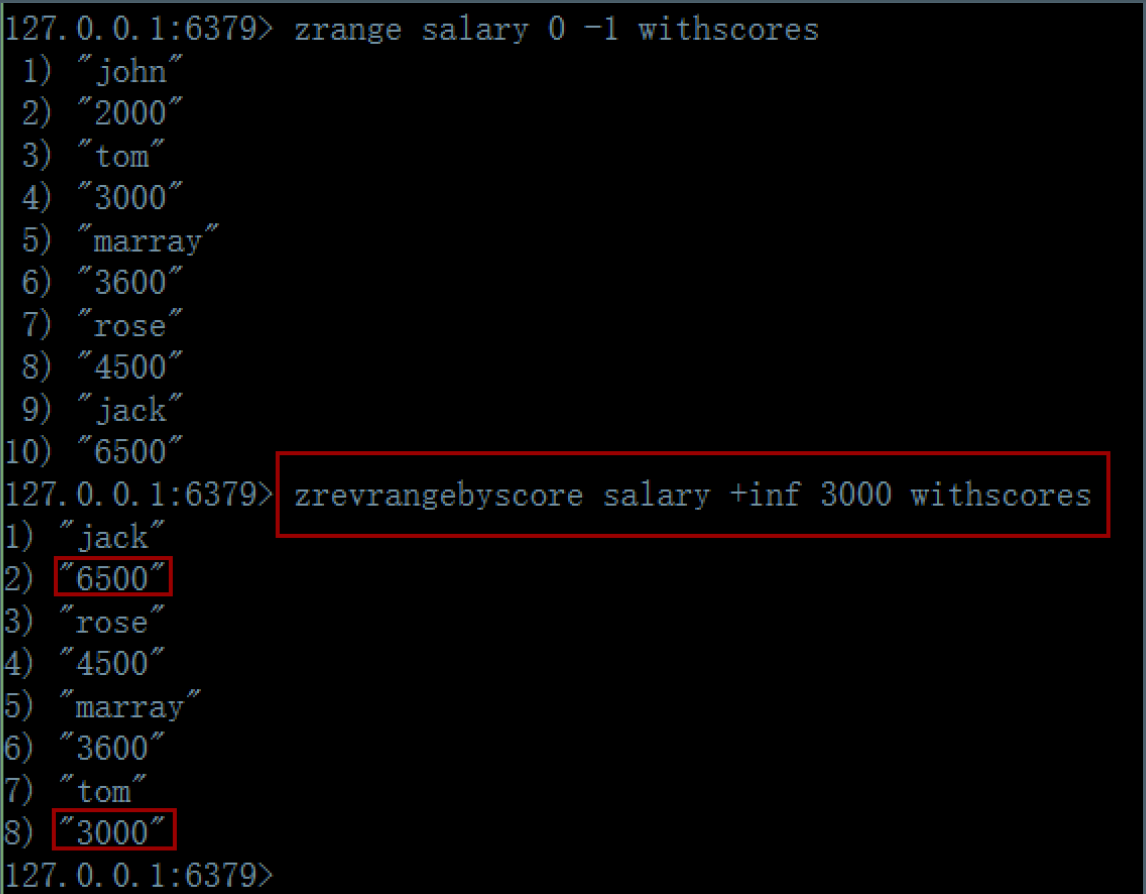 127.0.0.1:6379> zrange salary 0 -1 withscores
1) "john"
2) "2000"
3) "tom"
4) "3000"
5) "marray"
6) "3600"
7) "rose"
8) "4500"
9) "jack"
10) "6500"
127.0.0.1:6379> zrevrangebyscore salary +inf 3000 withscores
1) "jack"
2) "6500"
3) "rose"
4) "4500"
5) "marray"
6) "3600"
7) "tom"
8) "3000"
127.0.0.1:6379>